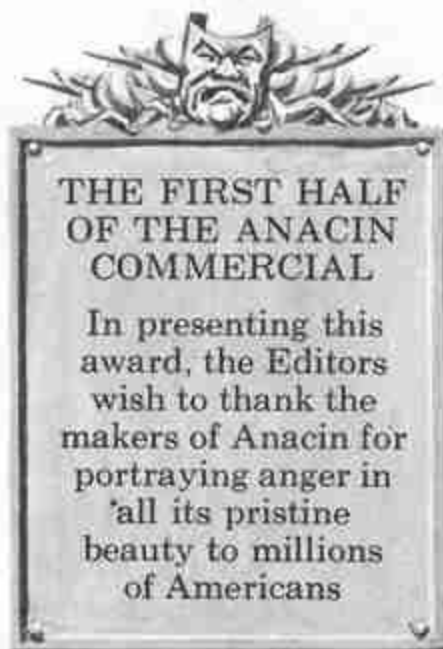 THE FIRST HALF
OF THE ANACIN
COMMERCIAL
In presenting this
award, the Editors
wish to thank the
makers of Anacin for
portraying anger in
all its pristine
beauty to millions
of Americans